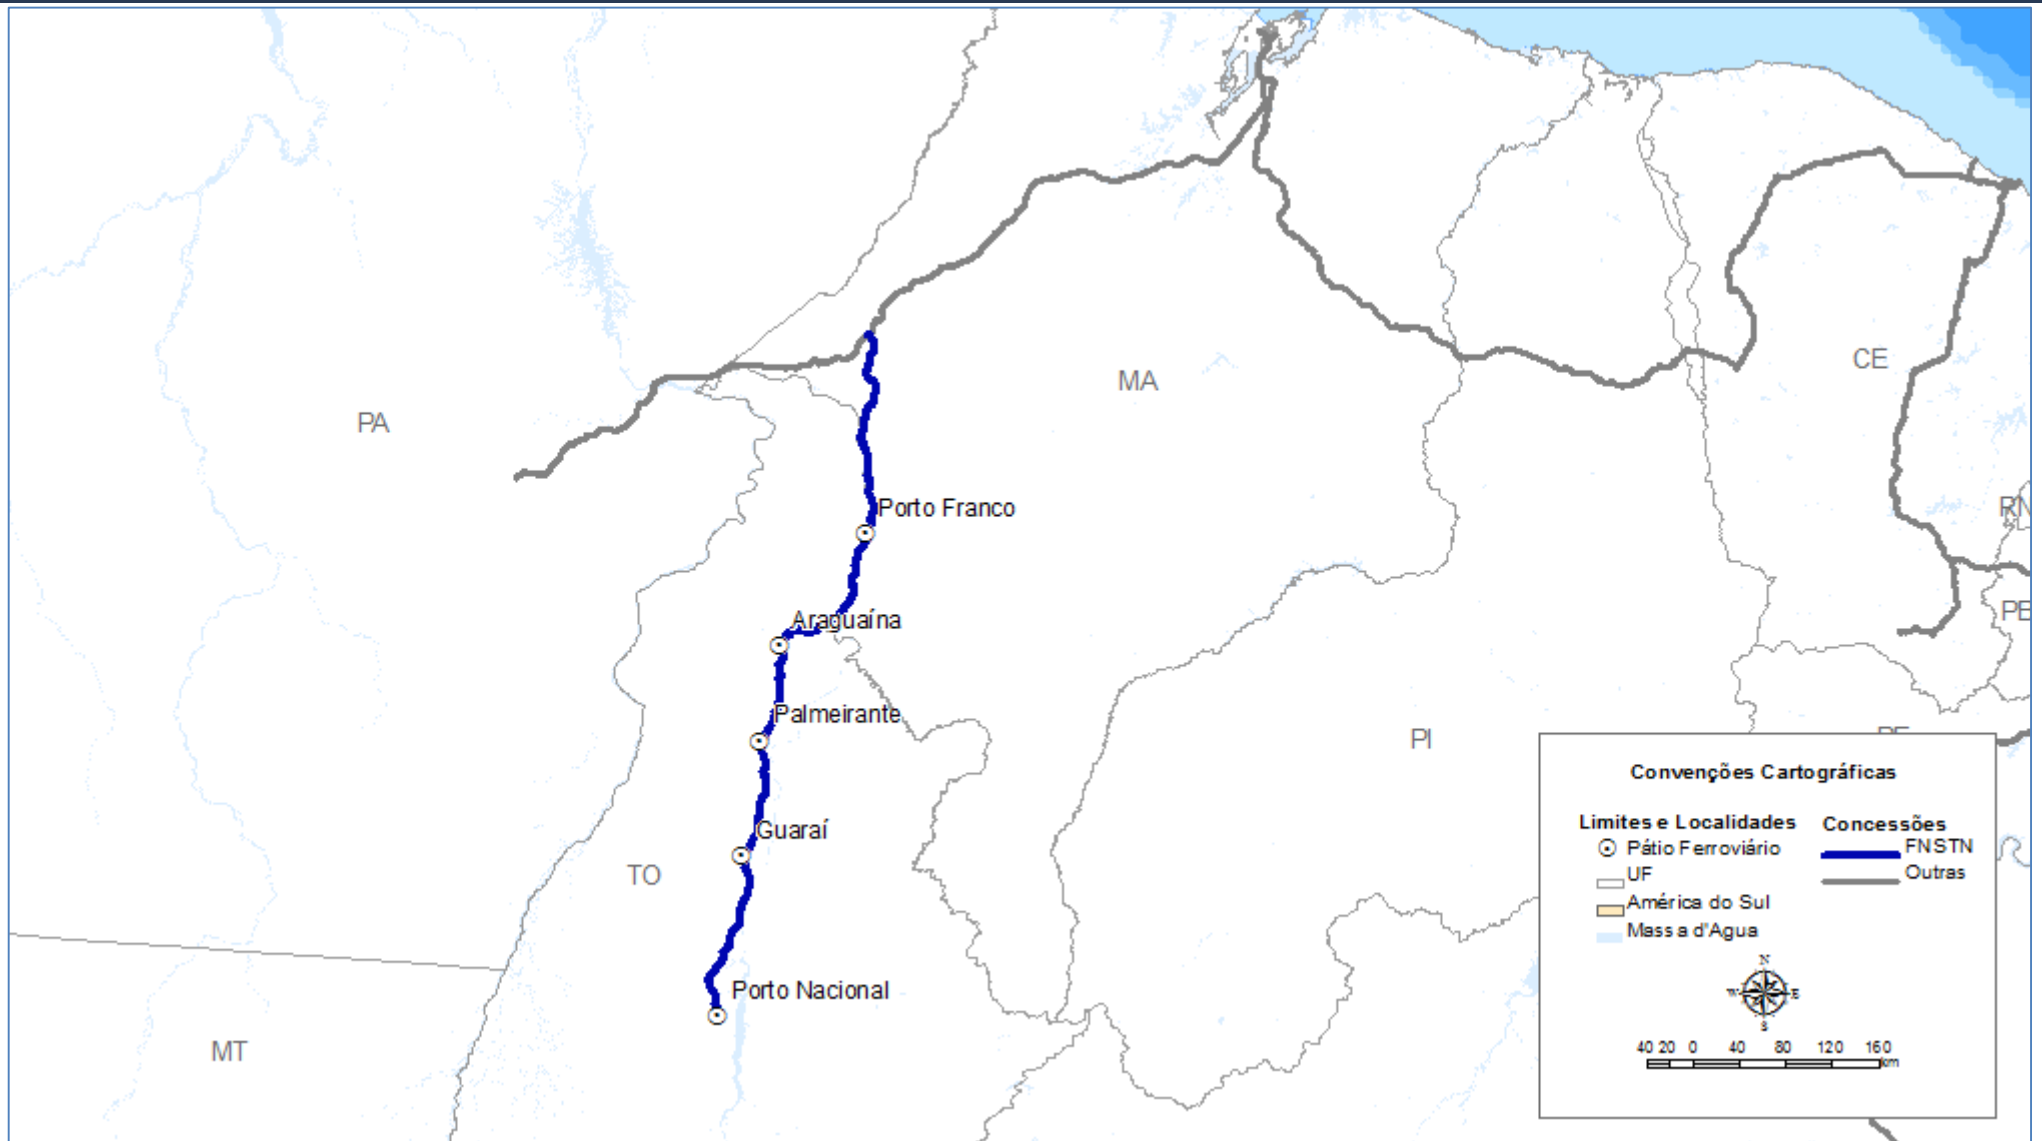 PA
MA
CE
RN
PB
Porto Franco
Araguaína
Palmeirante
PI
Guaraí
TO
Porto Nacional
MT
Convenções Cartográficas
Limites e Localidades
Pátio Ferroviário
UF
América do Sul
Massa d'Agua
Concessões
FNSTN
Outras
N
W E
S
40 20 0 40 80 120 160
km